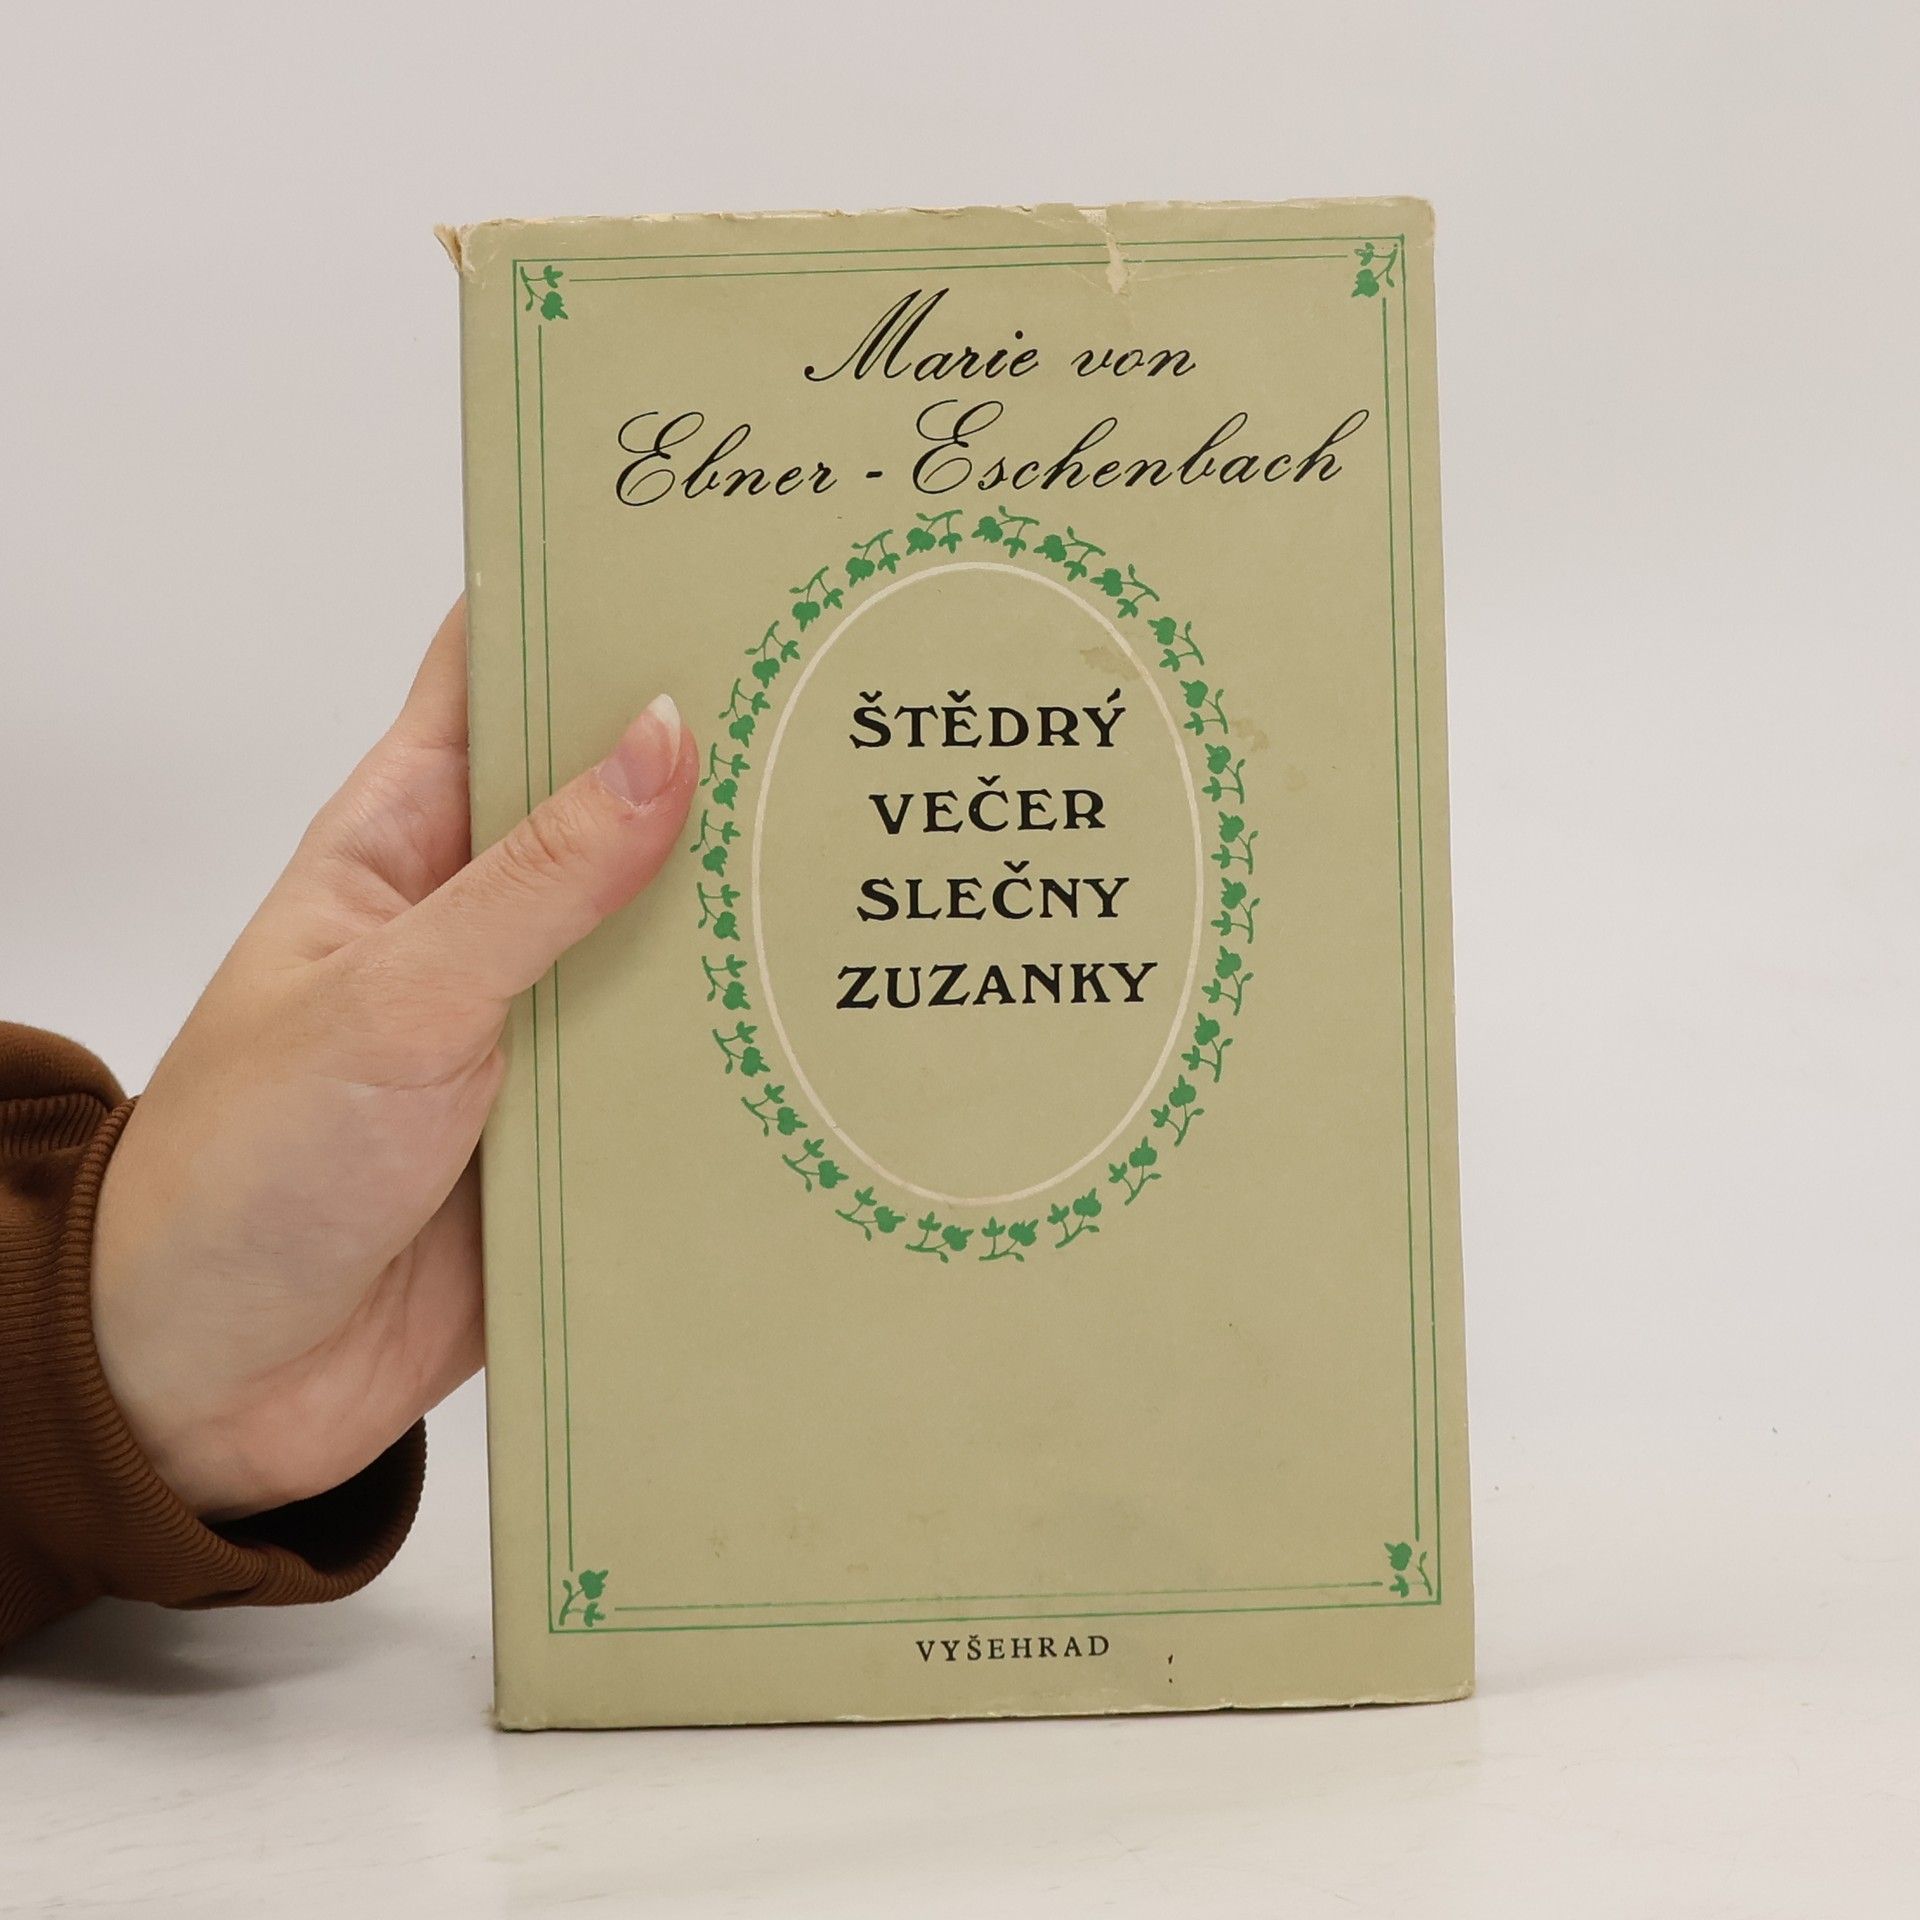 Marie von
Ebner - Eschenbach
ŠTĚDRÝ
VEČER
SLEČNY
ZUZANKY
VYŠEHRAD